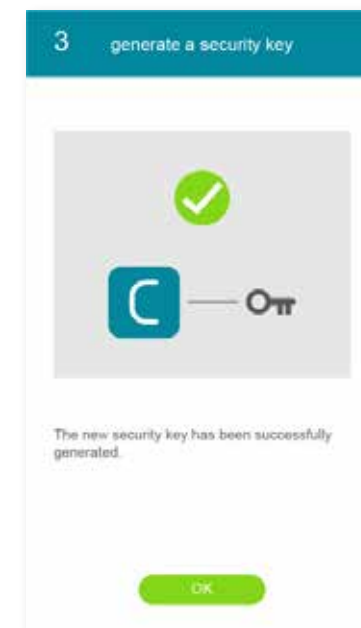 3 generate a security key
The new security key has been successfully
generated.
OK